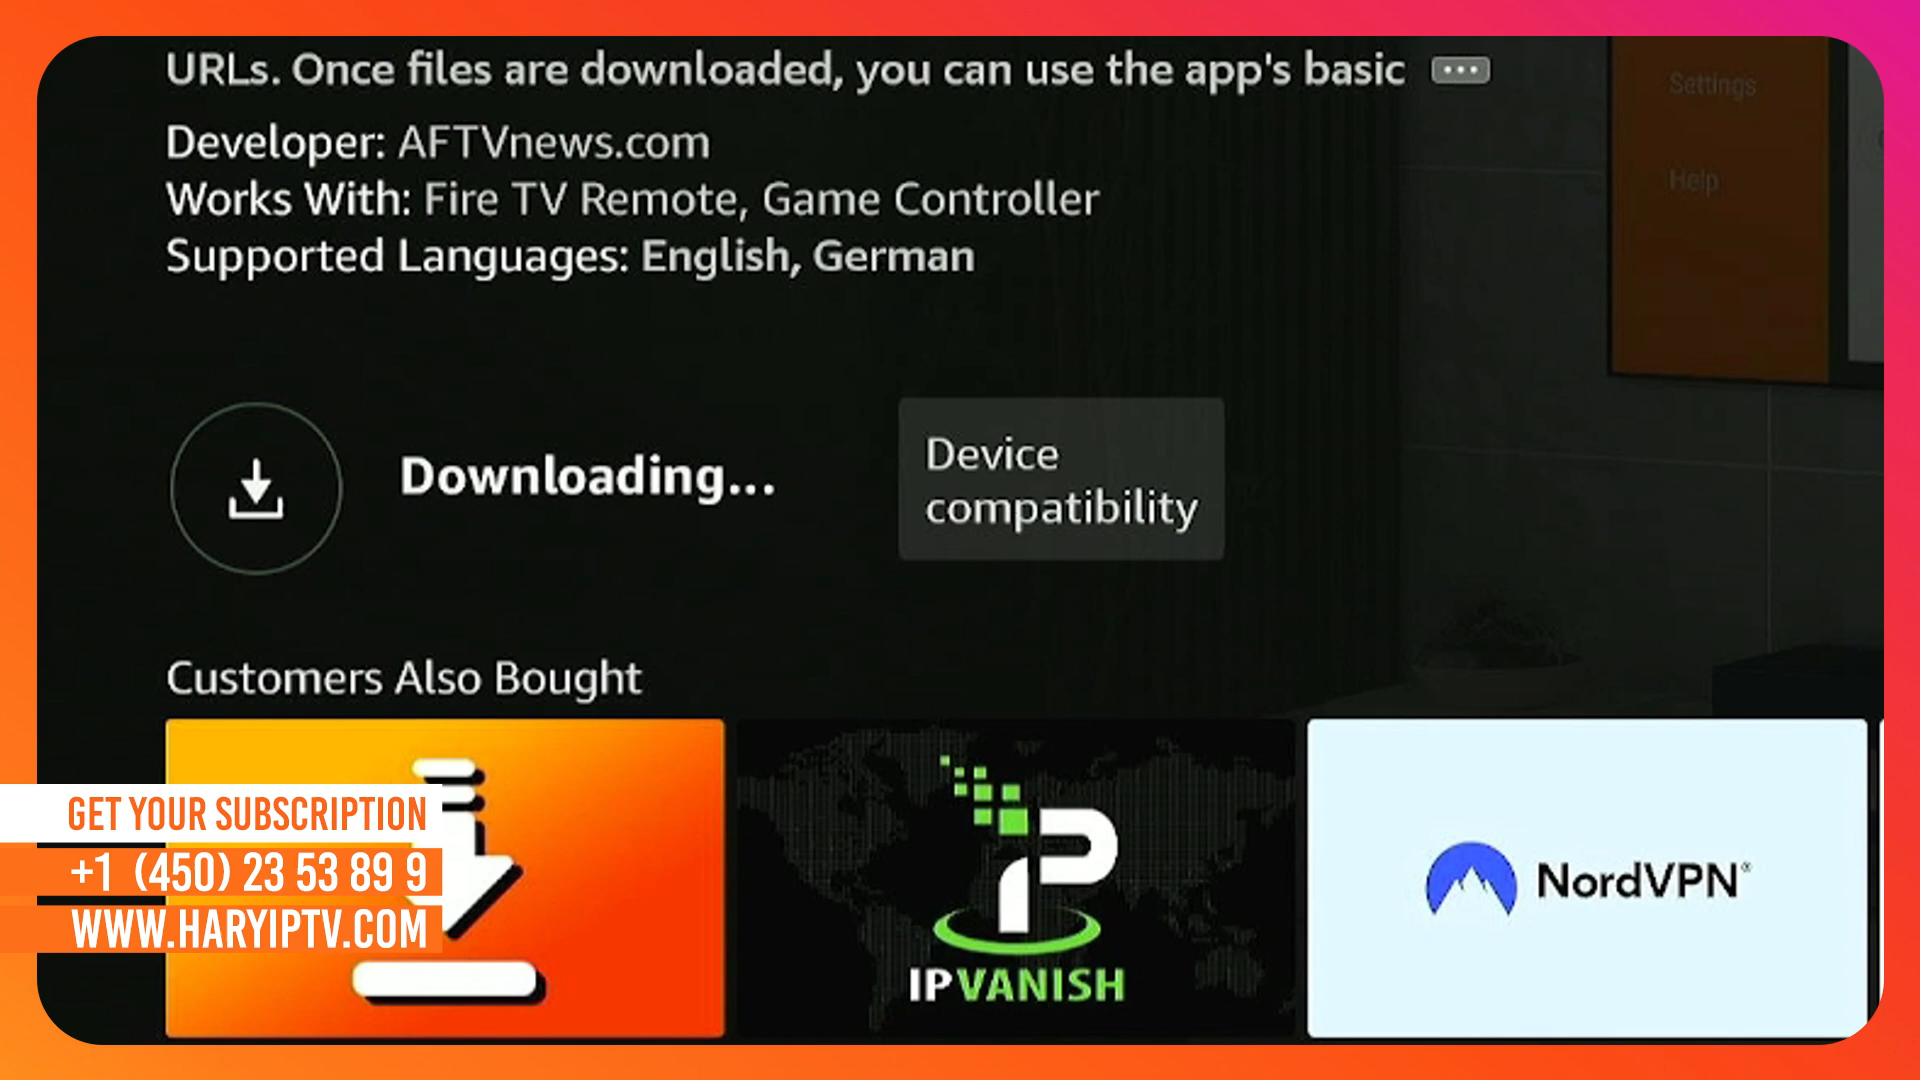 URLs. Once files are downloaded, you can use the app's basic
Settings
Developer: AFTVnews.com
Works With: Fire TV Remote, Game Controller
Help
Supported Languages: English, German
Downloading...
Device
compatibility
Customers Also Bought
GET YOUR SUBSCRIPTION
+1 (450) 23 53 89 9
WWW.HARYIPTV.COM
IPVANISH
NordVPN®